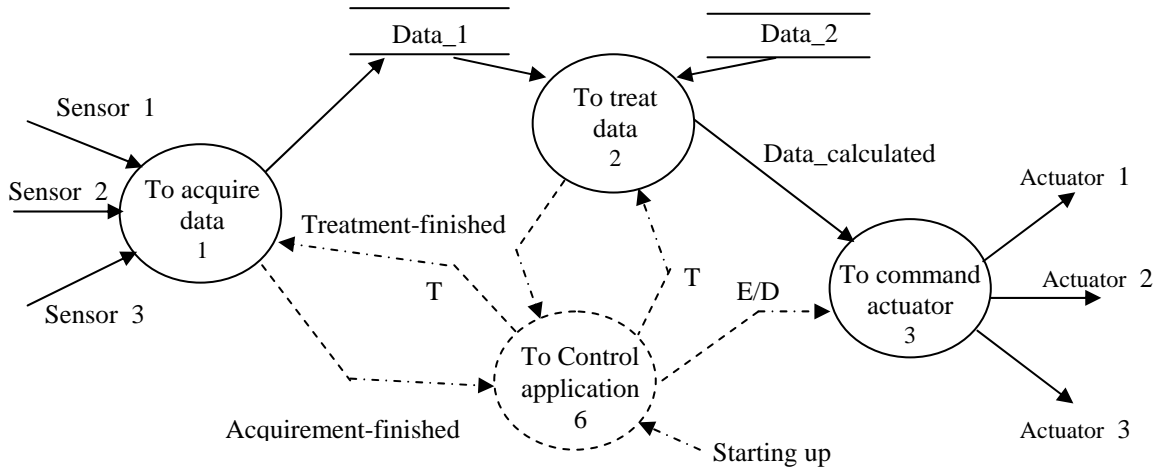 Data_1
Data_2
Sensor 1
To treat
data
2
Data_calculated
Sensor 2
To acquire
data
1
Actuator 1
Treatment-finished
Sensor 3
T
T
E/D
To command
actuator
3
Actuator 2
To Control
application
6
Acquirement-finished
Starting up
Actuator 3